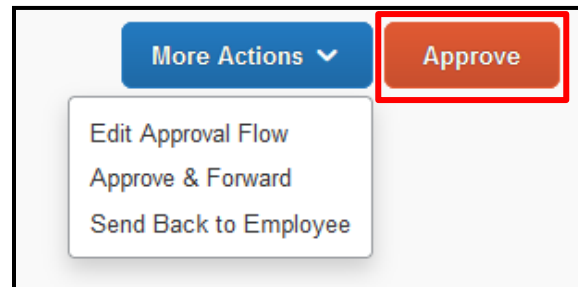 More Actions
Approve
Edit Approval Flow
Approve & Forward
Send Back to Employee